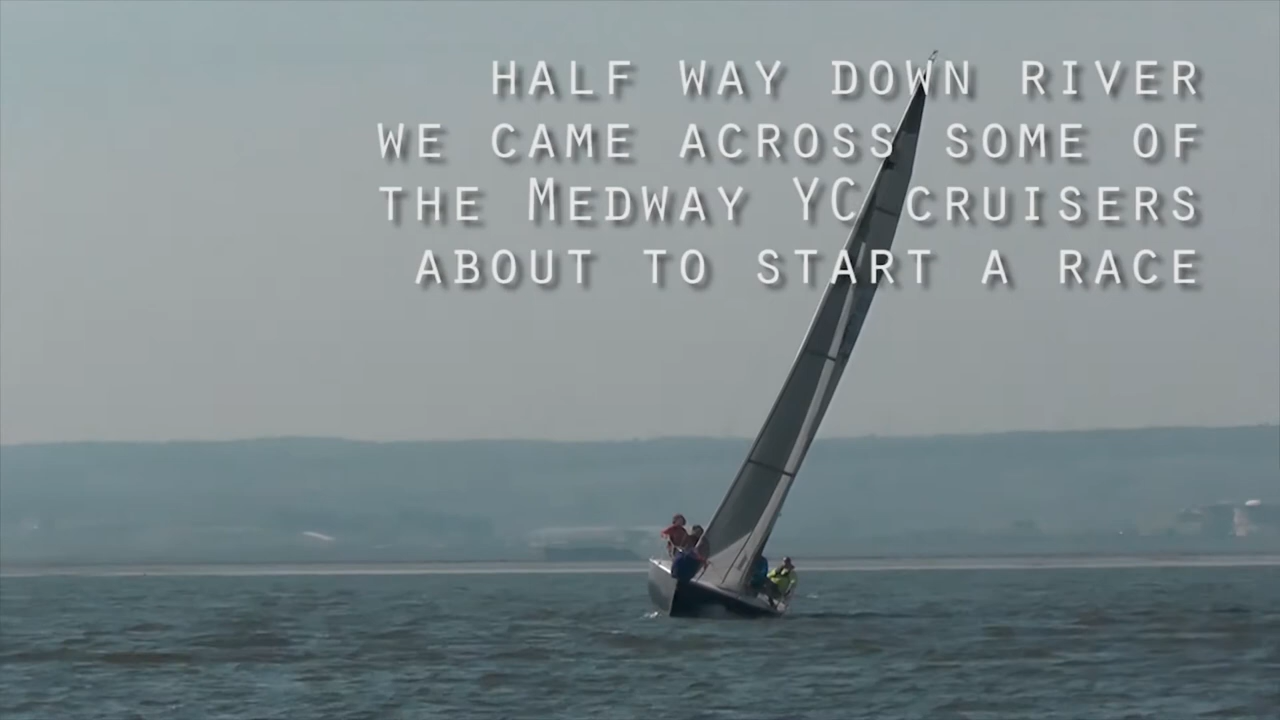 HALF WAY DOWN RIVER
WE CAME ACROSS SOME OF
THE MEDWAY YC CRUISERS
ABOUT TO START A RACE